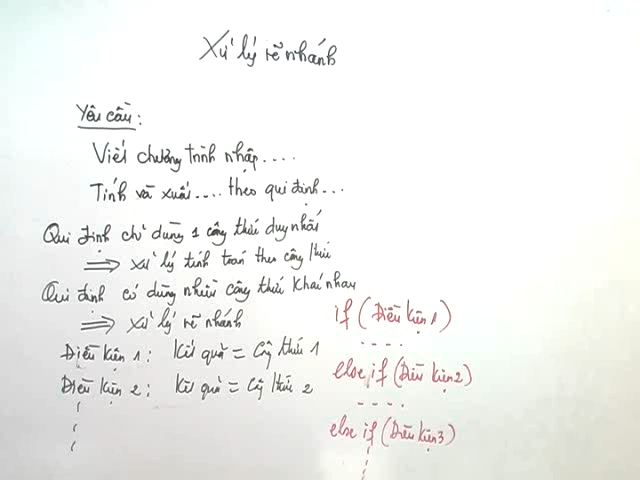 Xử lý rẽ nhánh
Yêu cầu:
Viết chương trình nhập....
Tính và xuất.... theo qui định...
Qui định chỉ dùng 1 công thức duy nhất
⇒ xử lý tính toán theo công thức
Qui định có dùng nhiều công thức khác nhau
⇒ xử lý rẽ nhánh
Điều kiện 1: Kết quả = Công thức 1
Điều kiện 2: Kết quả = Công thức 2
if (Điều kiện 1)
....
else if (Điều kiện 2)
....
else if (Điều kiện 3)